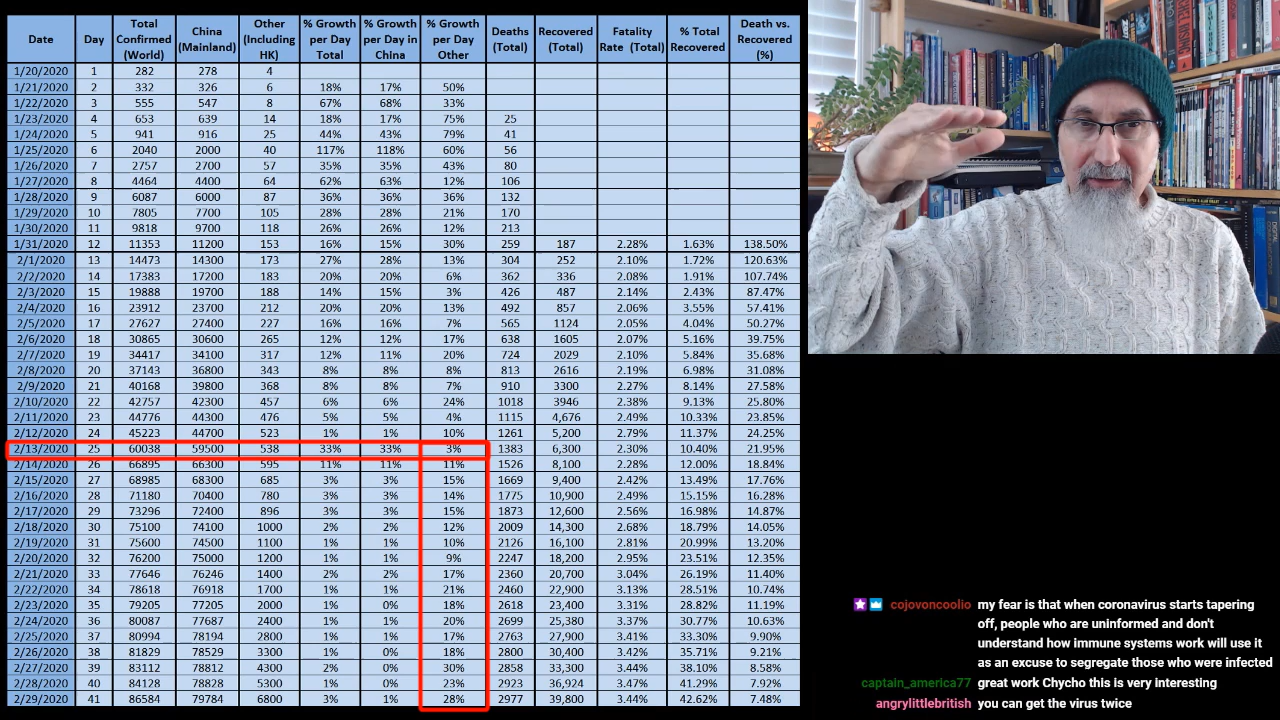 Date Day Total Confirmed (World) China (Mainland) Other (Including HK) % Growth per Day Total % Growth per Day in China % Growth per Day Other Deaths (Total) Recovered (Total) Fatality Rate (Total) % Total Recovered Death vs. Recovered (%)
1/20/2020 1 282 278 4
1/21/2020 2 332 326 6 18% 17% 50%
1/22/2020 3 555 547 8 67% 68% 33%
1/23/2020 4 653 639 14 18% 17% 75% 25
1/24/2020 5 941 916 25 44% 43% 79% 41
1/25/2020 6 2040 2000 40 117% 118% 60% 56
1/26/2020 7 2757 2700 57 35% 35% 43% 80
1/27/2020 8 4464 4400 64 62% 63% 12% 106
1/28/2020 9 6087 6000 87 36% 36% 36% 132
1/29/2020 10 7805 7700 105 28% 28% 21% 170
1/30/2020 11 9818 9700 118 26% 26% 12% 213
1/31/2020 12 11353 11200 153 16% 15% 30% 259 187 2.28% 1.63% 138.50%
2/1/2020 13 14473 14300 173 27% 28% 13% 304 252 2.10% 1.72% 120.63%
2/2/2020 14 17383 17200 183 20% 20% 6% 362 336 2.08% 1.91% 107.74%
2/3/2020 15 19888 19700 188 14% 15% 3% 426 487 2.14% 2.43% 87.47%
2/4/2020 16 23912 23700 212 20% 20% 13% 492 857 2.06% 3.55% 57.41%
2/5/2020 17 27627 27400 227 16% 16% 7% 565 1124 2.05% 4.04% 50.27%
2/6/2020 18 30865 30600 265 12% 12% 17% 638 1605 2.07% 5.16% 39.75%
2/7/2020 19 34417 34100 317 12% 11% 20% 724 2029 2.10% 5.84% 35.68%
2/8/2020 20 37143 36800 343 8% 8% 8% 813 2616 2.19% 6.98% 31.08%
2/9/2020 21 40168 39800 368 8% 8% 7% 910 3300 2.27% 8.14% 27.58%
2/10/2020 22 42757 42300 457 6% 6% 24% 1018 3946 2.38% 9.13% 25.80%
2/11/2020 23 44776 44300 476 5% 5% 4% 1115 4,676 2.49% 10.33% 23.85%
2/12/2020 24 45223 44700 523 1% 1% 10% 1261 5,200 2.79% 11.37% 24.25%
2/13/2020 25 60038 59500 538 33% 33% 3% 1383 6,300 2.30% 10.40% 21.95%
2/14/2020 26 66895 66300 595 11% 11% 11% 1526 8,100 2.28% 12.00% 18.84%
2/15/2020 27 68985 68300 685 3% 3% 15% 1669 9,400 2.42% 13.49% 17.76%
2/16/2020 28 71180 70400 780 3% 3% 14% 1775 10,900 2.49% 15.15% 16.28%
2/17/2020 29 73296 72400 896 3% 3% 15% 1873 12,600 2.56% 16.98% 14.87%
2/18/2020 30 75100 74100 1000 2% 2% 12% 2009 14,300 2.68% 18.79% 14.05%
2/19/2020 31 75600 74500 1100 1% 1% 10% 2126 16,100 2.81% 20.99% 13.20%
2/20/2020 32 76200 75000 1200 1% 1% 9% 2247 18,200 2.95% 23.51% 12.35%
2/21/2020 33 77646 76246 1400 2% 2% 17% 2360 20,700 3.04% 26.19% 11.40%
2/22/2020 34 78618 76918 1700 1% 1% 21% 2460 22,900 3.13% 28.51% 10.74%
2/23/2020 35 79205 77205 2000 1% 0% 18% 2618 23,400 3.31% 28.82% 11.19%
2/24/2020 36 80087 77687 2400 1% 1% 20% 2699 25,380 3.37% 30.77% 10.63%
2/25/2020 37 80994 78194 2800 1% 1% 17% 2763 27,900 3.41% 33.30% 9.90%
2/26/2020 38 81829 78529 3300 1% 0% 18% 2800 30,400 3.42% 35.71% 9.21%
2/27/2020 39 83112 78812 4300 2% 0% 30% 2858 33,300 3.44% 38.10% 8.58%
2/28/2020 40 84128 78828 5300 1% 0% 23% 2923 36,924 3.47% 41.29% 7.92%
2/29/2020 41 86584 79784 6800 3% 1% 28% 2977 39,800 3.44% 42.62% 7.48%
cojovoncoolio my fear is that when coronavirus starts tapering
off, people who are uninformed and don't
understand how immune systems work will use it
as an excuse to segregate those who were infected
captain_america77 great work Chycho this is very interesting
angrylittlebritish you can get the virus twice